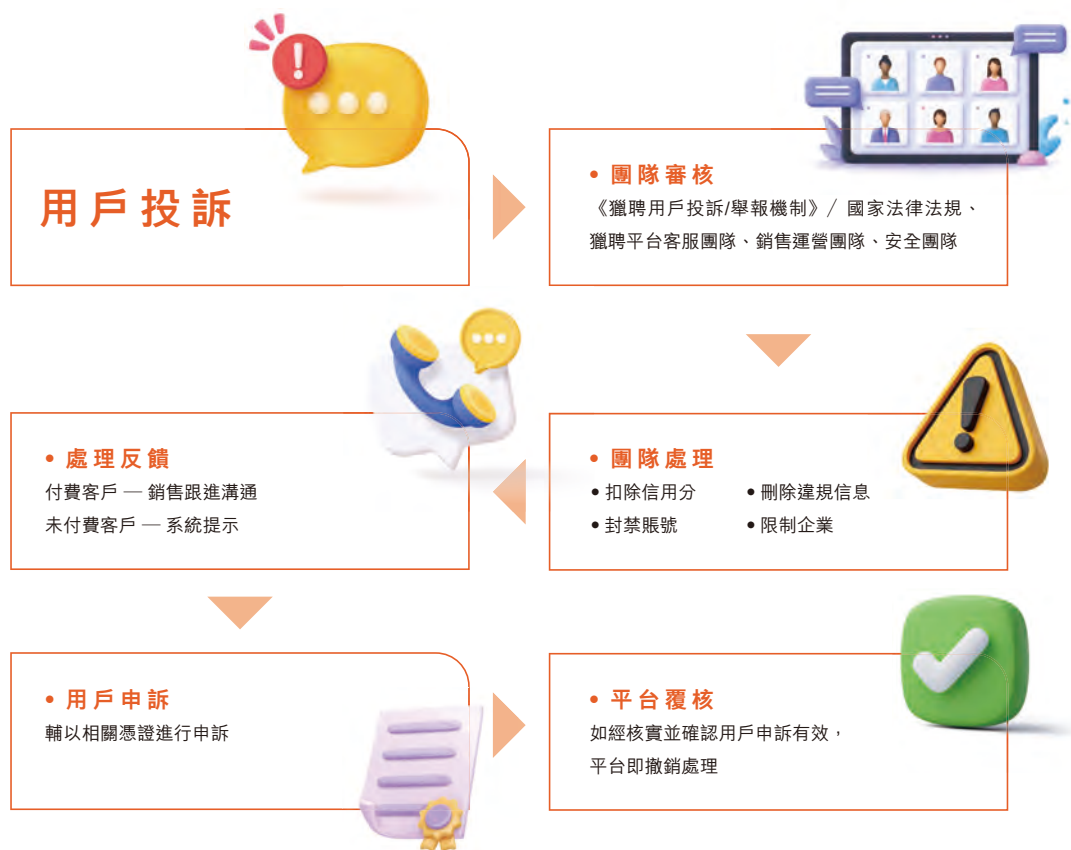 用戶投訴
• 團隊審核
《獵聘用戶投訴/舉報機制》/ 國家法律法規、
獵聘平台客服團隊、銷售運營團隊、安全團隊
• 處理反饋
付費客戶 — 銷售跟進溝通
未付費客戶 — 系統提示
• 團隊處理
• 扣除信用分 • 刪除違規信息
• 封禁賬號 • 限制企業
• 用戶申訴
輔以相關憑證進行申訴
• 平台覆核
如經核實並確認用戶申訴有效，
平台即撤銷處理